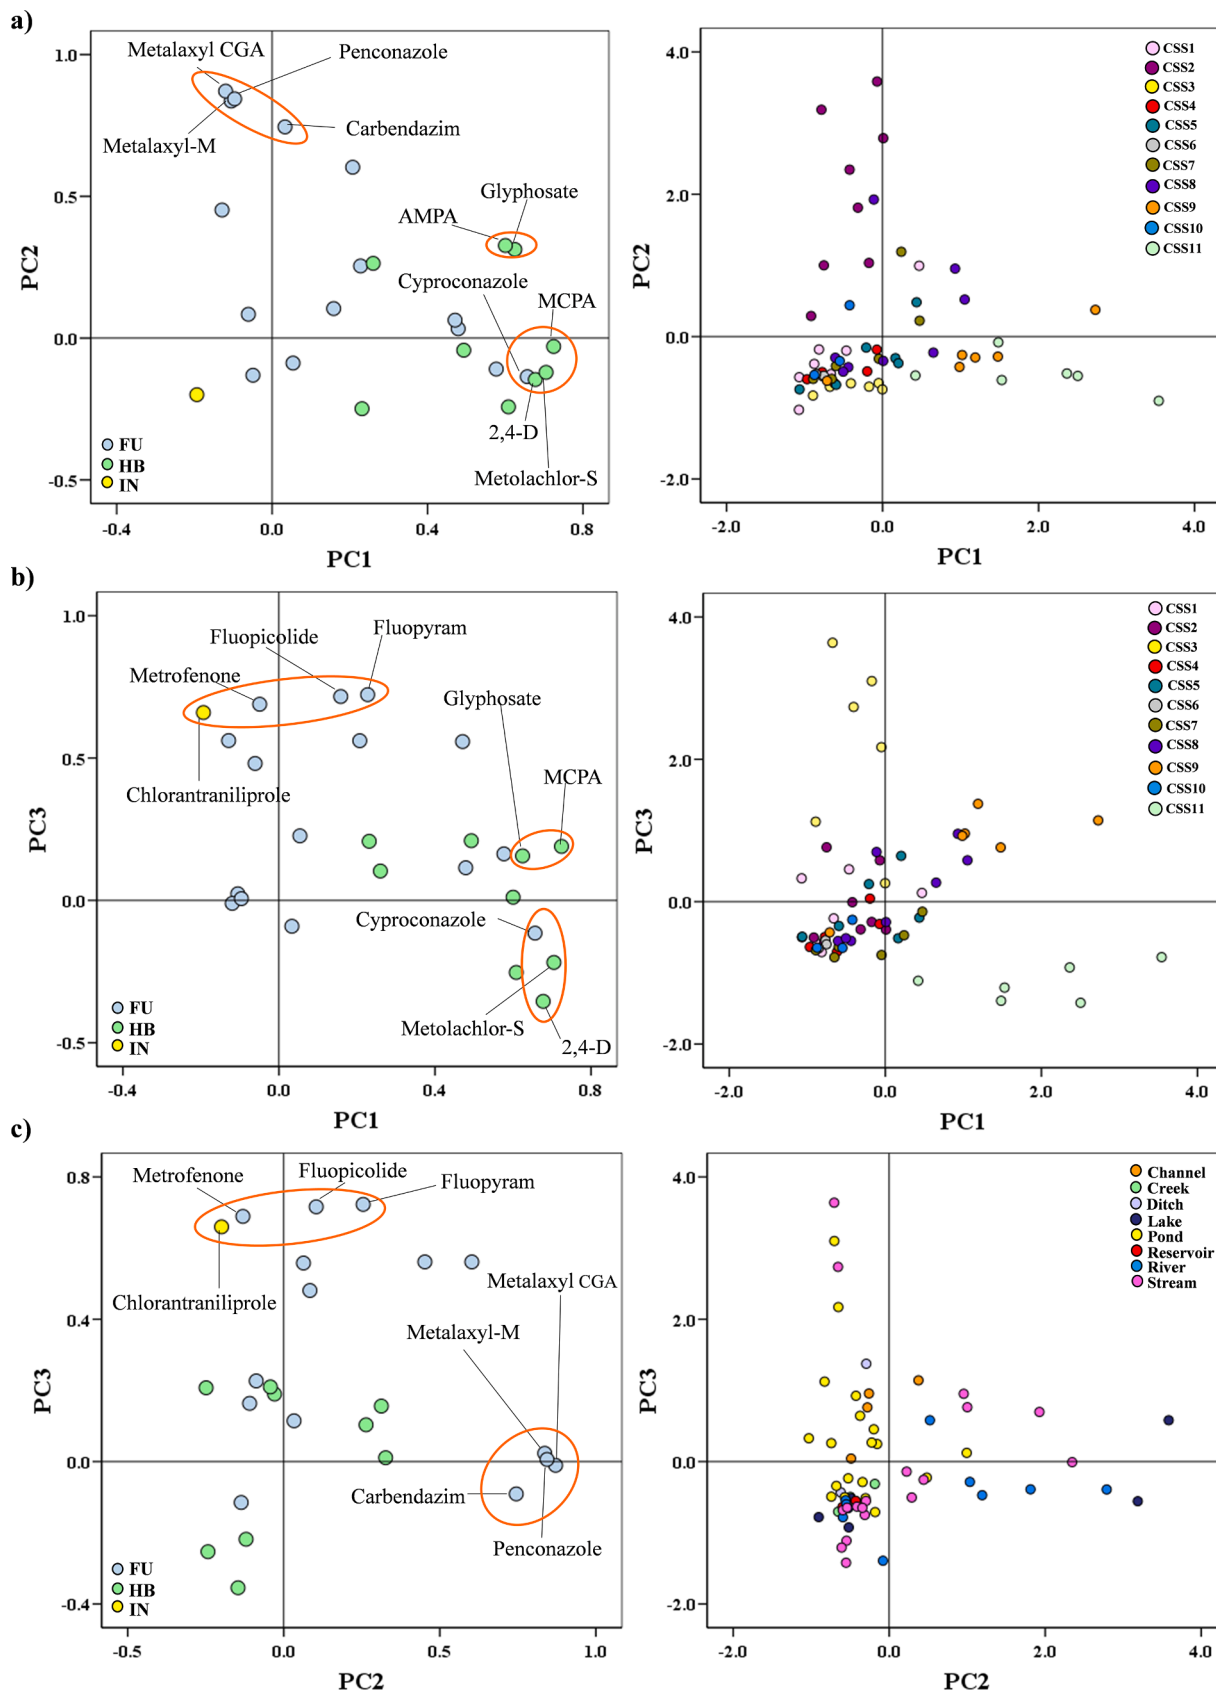 a)
Metalaxyl CGA
Penconazole
Metalaxyl-M
Carbendazim
Glyphosate
AMPA
Cyproconazole
MCPA
2,4-D
Metolachlor-S
FU
HB
IN
1.0
0.5
0.0
-0.5
PC2
-0.4 0.0 0.4 0.8
PC1
4.0
2.0
0.0
-2.0
PC2
-2.0 0.0 2.0 4.0
PC1
CSS1
CSS2
CSS3
CSS4
CSS5
CSS6
CSS7
CSS8
CSS9
CSS10
CSS11
b)
Fluopicolide
Fluopyram
Metrofenone
Glyphosate
MCPA
Chlorantraniliprole
Cyproconazole
Metolachlor-S
2,4-D
FU
HB
IN
1.0
0.5
0.0
-0.5
PC3
-0.4 0.0 0.4 0.8
PC1
4.0
2.0
0.0
-2.0
PC2
-2.0 0.0 2.0 4.0
PC1
CSS1
CSS2
CSS3
CSS4
CSS5
CSS6
CSS7
CSS8
CSS9
CSS10
CSS11
c)
Metrofenone
Fluopicolide
Fluopyram
Metalaxyl CGA
Chlorantraniliprole
Metalaxyl-M
Carbendazim
Penconazole
FU
HB
IN
0.8
0.4
0.0
-0.4
PC3
-0.5 0.0 0.5 1.0
PC2
4.0
2.0
0.0
-2.0
PC3
-2.0 0.0 2.0 4.0
PC2
Channel
Creek
Ditch
Lake
Pond
Reservoir
River
Stream